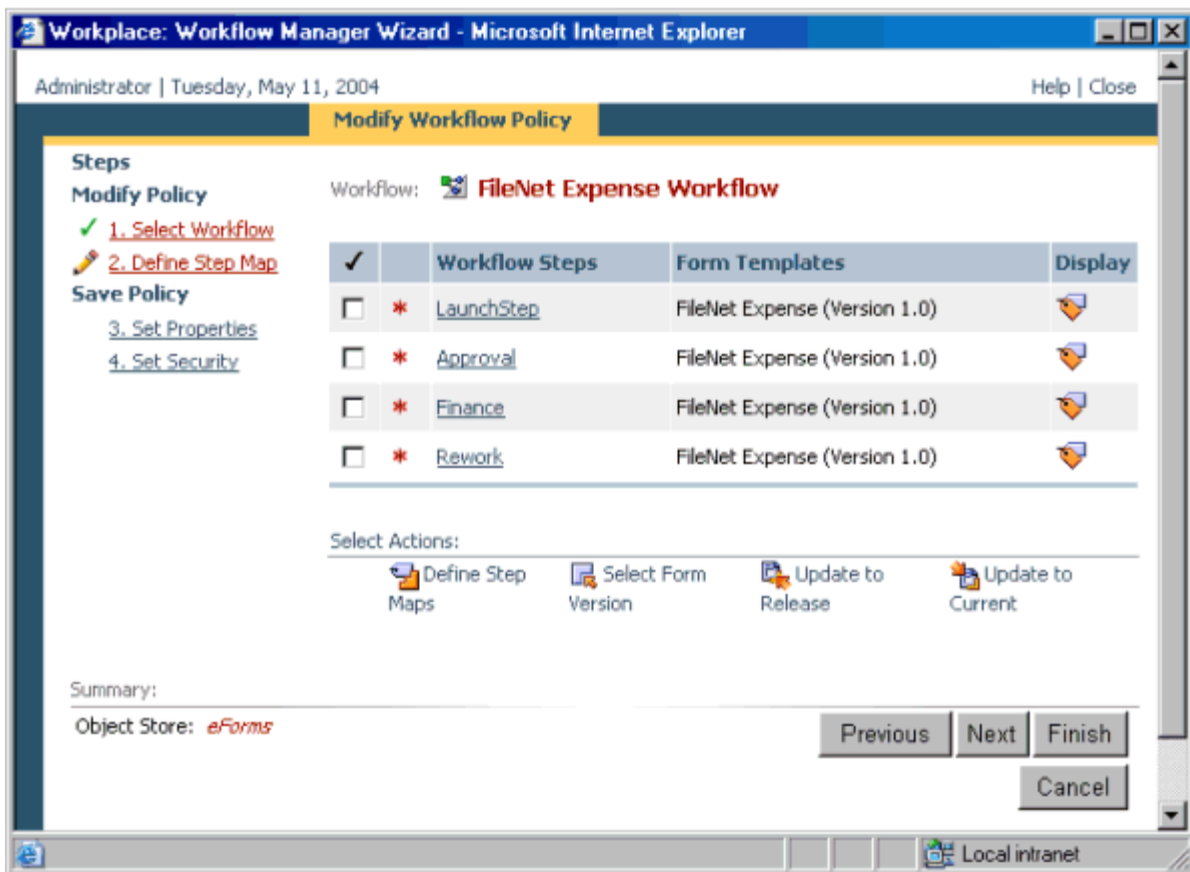 Workplace: Workflow Manager Wizard - Microsoft Internet Explorer
Administrator | Tuesday, May 11, 2004
Help | Close
Modify Workflow Policy
Steps
Modify Policy
1. Select Workflow
2. Define Step Map
Save Policy
3. Set Properties
4. Set Security
Workflow: FileNet Expense Workflow
Workflow Steps Form Templates Display
LaunchStep FileNet Expense (Version 1.0)
Approval FileNet Expense (Version 1.0)
Finance FileNet Expense (Version 1.0)
Rework FileNet Expense (Version 1.0)
Select Actions:
Define Step Maps
Select Form Version
Update to Release
Update to Current
Summary:
Object Store: eForms
Previous Next Finish
Cancel
Local intranet